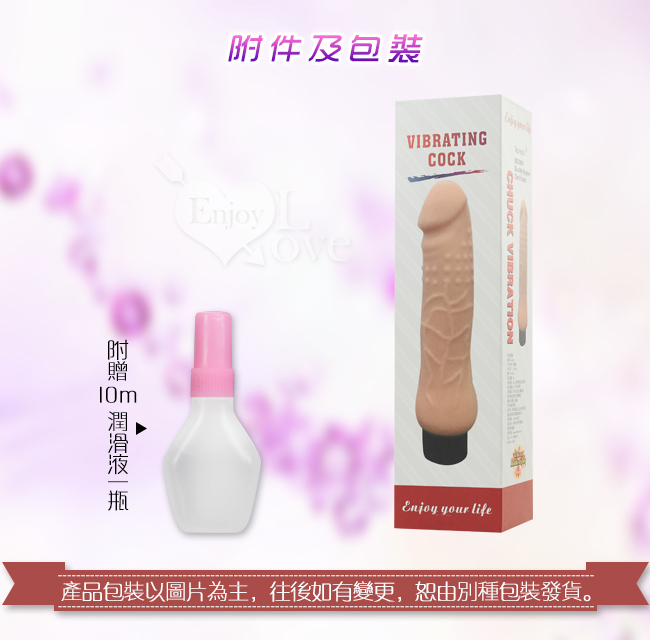 附件及包裝
Enjoy
Love
VIBRATING
COCK
CHUCK VIBRATION
Enjoy your life
附贈
10m
潤滑液一瓶
產品包裝以圖片為主，往後如有變更，恕由別種包裝發貨。